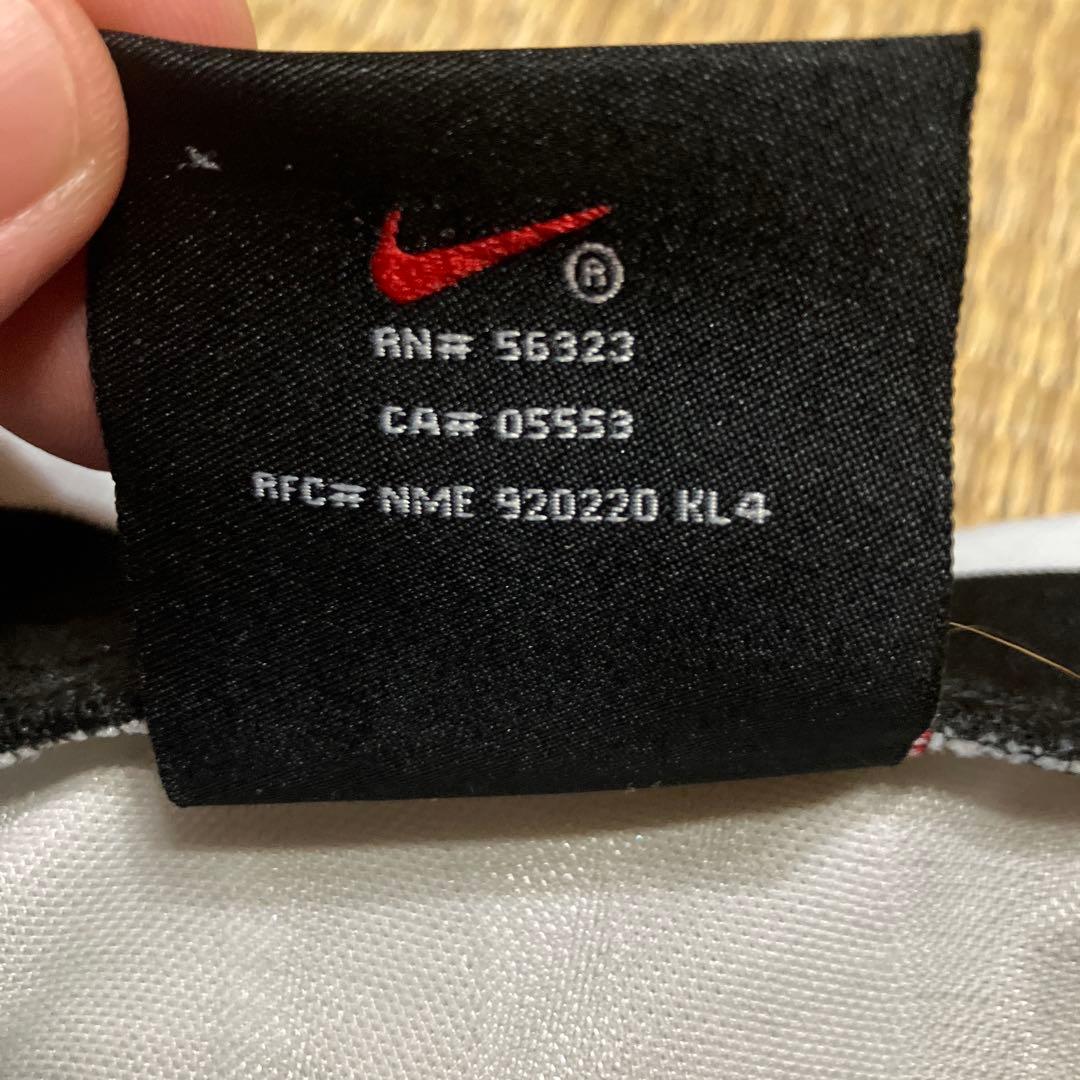 ®
RN# 56323
CA# 05553
RFC# NME 920220 KL4